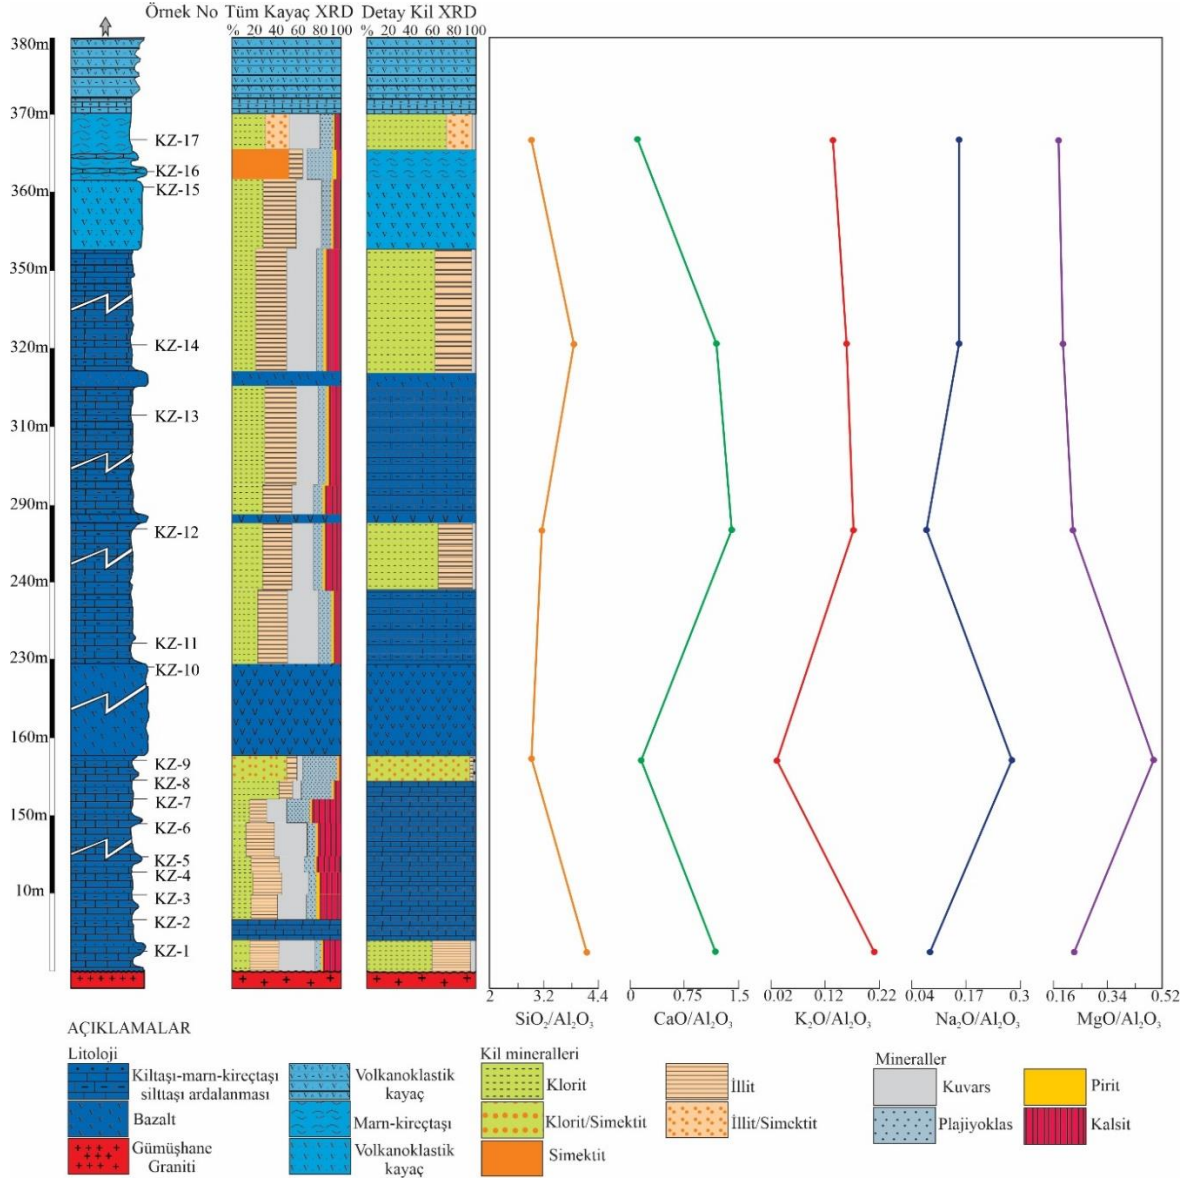 Örnek No Tüm Kayaç XRD Detay Kil XRD
% 20 40 60 80 100 % 20 40 60 80 100
380m
370m
KZ-17
KZ-16
360m
KZ-15
350m
320m
KZ-14
KZ-13
310m
290m
KZ-12
240m
KZ-11
230m
KZ-10
160m
KZ-9
KZ-8
KZ-7
150m
KZ-6
KZ-5
KZ-4
10m
KZ-3
KZ-2
KZ-1
2 3.2 4.4 0 0.75 1.5 0.02 0.12 0.22 0.04 0.17 0.3 0.16 0.34 0.52
SiO₂/Al₂O₃ CaO/Al₂O₃ K₂O/Al₂O₃ Na₂O/Al₂O₃ MgO/Al₂O₃
AÇIKLAMALAR
Litoloji
Kiltaşı-marn-kireçtaşı
silttaşı ardalanması
Bazalt
Gümüşhane
Graniti
Volkanoklastik
kayaç
Marn-kireçtaşı
Volkanoklastik
kayaç
Kil mineralleri
Klorit
Klorit/Simektit
Simektit
İllit
İllit/Simektit
Mineraller
Kuvars
Plajiyoklas
Pirit
Kalsit